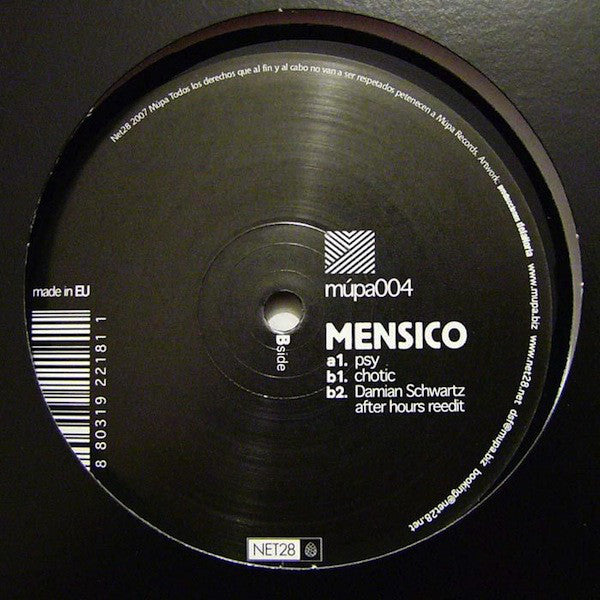 Net28 2007 Múpa Todos los derechos que al fin y al cabo no van a ser respetados petenecen a Múpa Records. Artwork: www.mupa.biz www.net28.net dsf@mupa.biz booking@net28.net
múpa004
made in EU
MENSICO
a1. psy
b1. chotic
b2. Damian Schwartz
after hours reedit
Bside
8 80319 22181 1
NET28